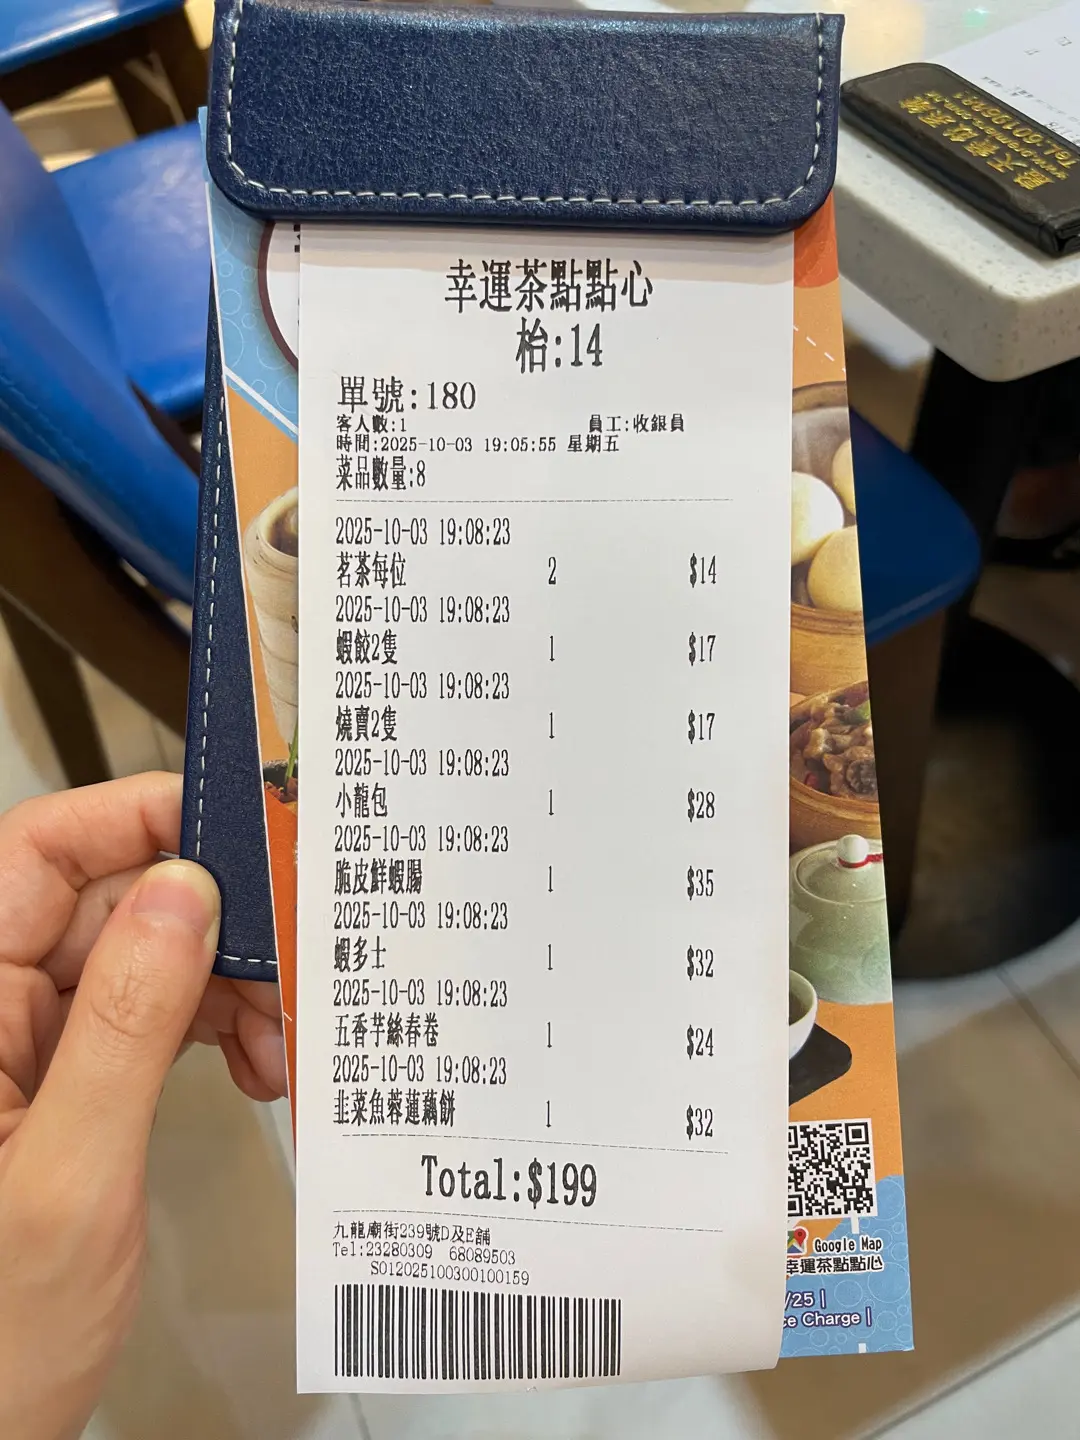 幸運茶點點心
枱:14
單號:180
客人數:1 員工:收銀員
時間:2025-10-03 19:05:55 星期五
菜品數量:8
2025-10-03 19:08:23
茗茶每位 2 $14
2025-10-03 19:08:23
蝦餃2隻 1 $17
2025-10-03 19:08:23
燒賣2隻 1 $17
2025-10-03 19:08:23
小龍包 1 $28
2025-10-03 19:08:23
脆皮鮮蝦腸 1 $35
2025-10-03 19:08:23
蝦多士 1 $32
2025-10-03 19:08:23
五香芋絲春卷 1 $24
2025-10-03 19:08:23
韭菜魚蓉蓮藕餅 1 $32
Total:$199
九龍廟街239號D及E舖
Tel:23280309 68089503
S012025100300100159
Google Map
幸運茶點點心
/25 |
ce Charge |